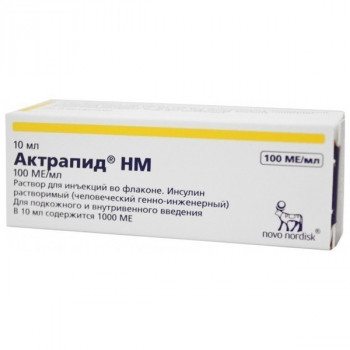 10 мл
Актрапид® НМ
100 МЕ/мл
100 МЕ/мл
Раствор для инъекций во флаконе. Инсулин
растворимый (человеческий генно-инженерный)
Для подкожного и внутривенного введения
В 10 мл содержится 1000 МЕ
novo nordisk®